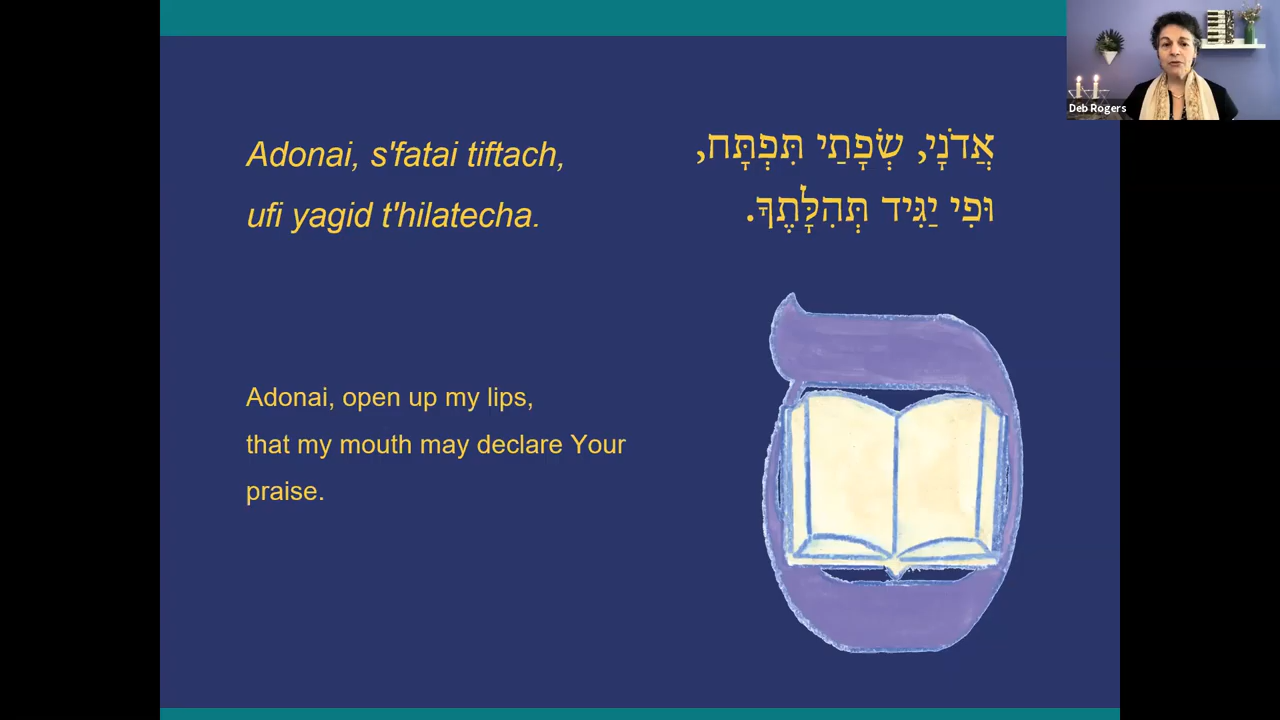 Adonai, s'fatai tiftach,
ufi yagid t'hilatecha.
אֲדֹנָי, שְׂפָתַי תִּפְתָּח,
וּפִי יַגִּיד תְּהִלָּתֶךָ.
Adonai, open up my lips,
that my mouth may declare Your
praise.
Deb Rogers